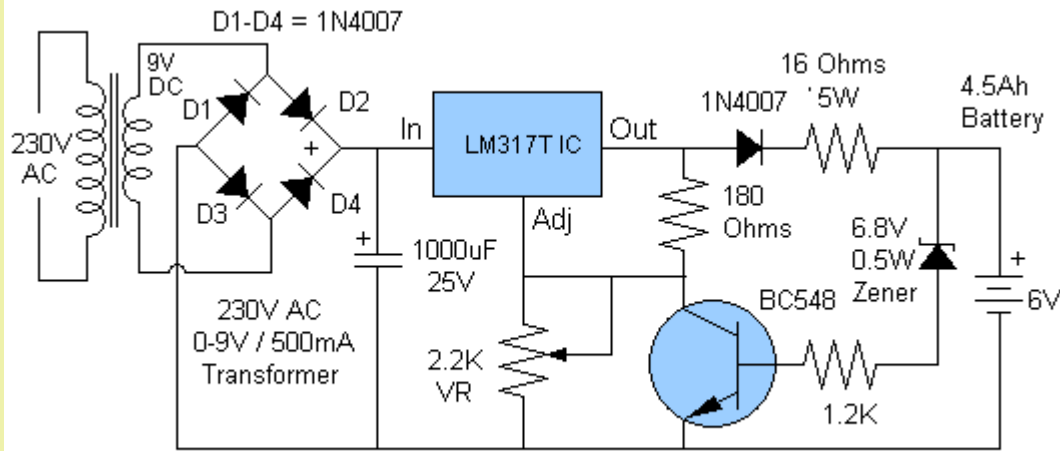 D1-D4 = 1N4007
9V
DC
D1
D2
D3
D4
+
230V
AC
230V AC
0-9V / 500mA
Transformer
+
1000uF
25V
In
LM317T IC
Out
Adj
2.2K
VR
180
Ohms
1N4007
16 Ohms
'5W
BC548
1.2K
6.8V
0.5W
Zener
4.5Ah
Battery
+
6V